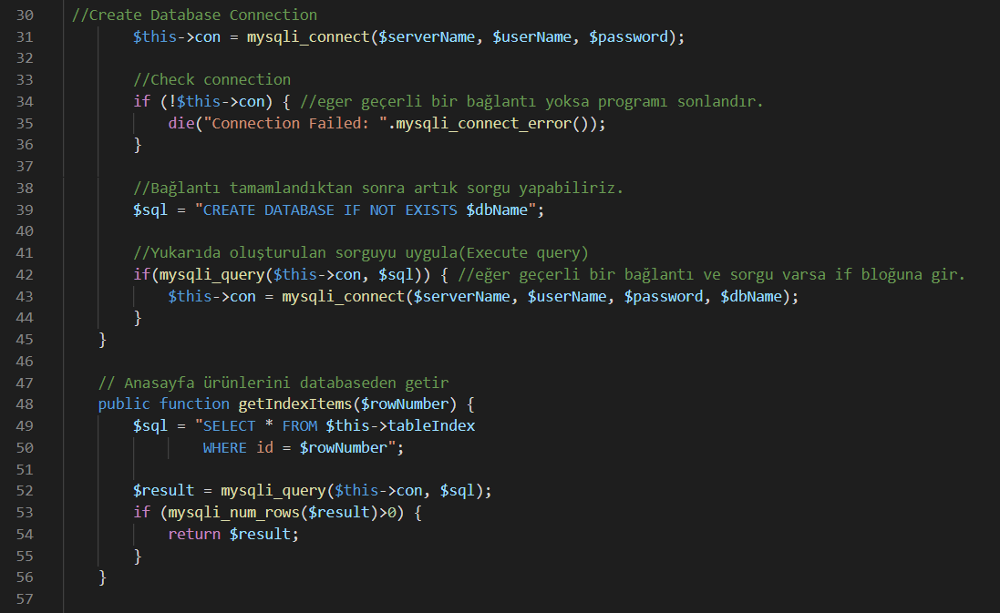 30 //Create Database Connection
31 $this->con = mysqli_connect($serverName, $userName, $password);
32
33 //Check connection
34 if (!$this->con) { //eger geçerli bir bağlantı yoksa programı sonlandır.
35 die("Connection Failed: ".mysqli_connect_error());
36 }
37
38 //Bağlantı tamamlandıktan sonra artık sorgu yapabiliriz.
39 $sql = "CREATE DATABASE IF NOT EXISTS $dbName";
40
41 //Yukarıda oluşturulan sorguyu uygula(Execute query)
42 if(mysqli_query($this->con, $sql)) { //eğer geçerli bir bağlantı ve sorgu varsa if bloğuna gir.
43 $this->con = mysqli_connect($serverName, $userName, $password, $dbName);
44 }
45 }
46
47 // Anasayfa ürünlerini databaseden getir
48 public function getIndexItems($rowNumber) {
49 $sql = "SELECT * FROM $this->tableIndex
50 WHERE id = $rowNumber";
51
52 $result = mysqli_query($this->con, $sql);
53 if (mysqli_num_rows($result)>0) {
54 return $result;
55 }
56 }
57